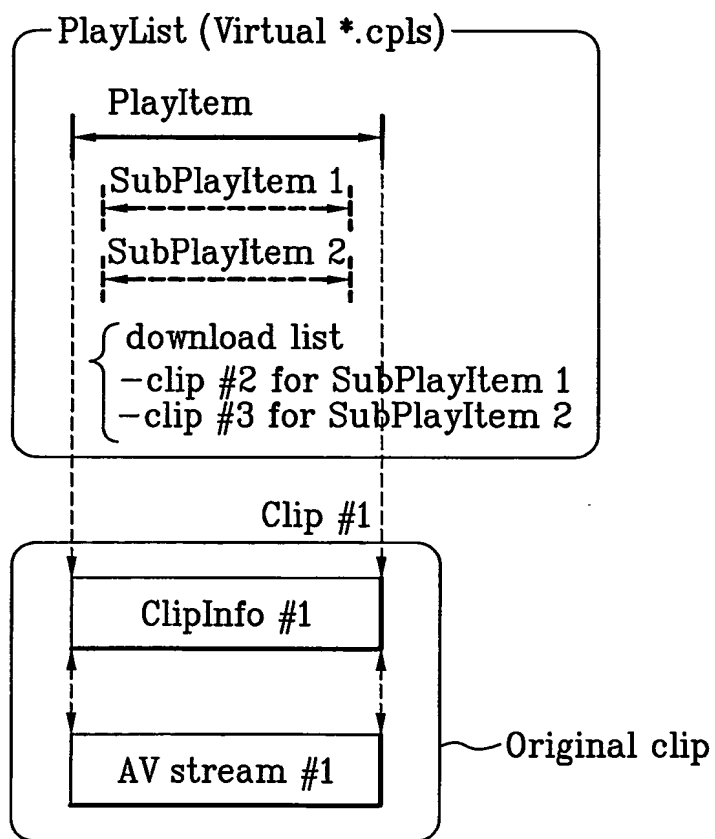 PlayList (Virtual *.cpls)
PlayItem
SubPlayItem 1
SubPlayItem 2
download list
-clip #2 for SubPlayItem 1
-clip #3 for SubPlayItem 2
Clip #1
ClipInfo #1
AV stream #1
Original clip